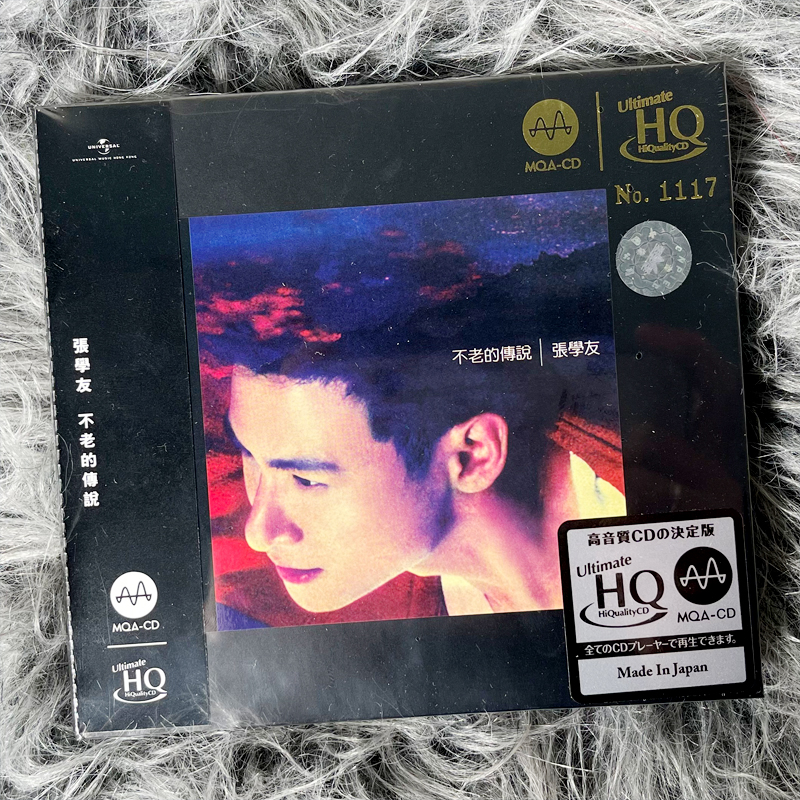 UNIVERSAL
UNIVERSAL MUSIC HONG KONG
張學友 不老的傳說
MQA-CD
Ultimate
HQ
HiQualityCD
MQA-CD
Ultimate
HQ
HiQualityCD
No. 1117
不老的傳說 | 張學友
高音質CDの決定版
Ultimate
HQ
HiQualityCD
MQA-CD
全てのCDプレーヤーで再生できます。
Made In Japan